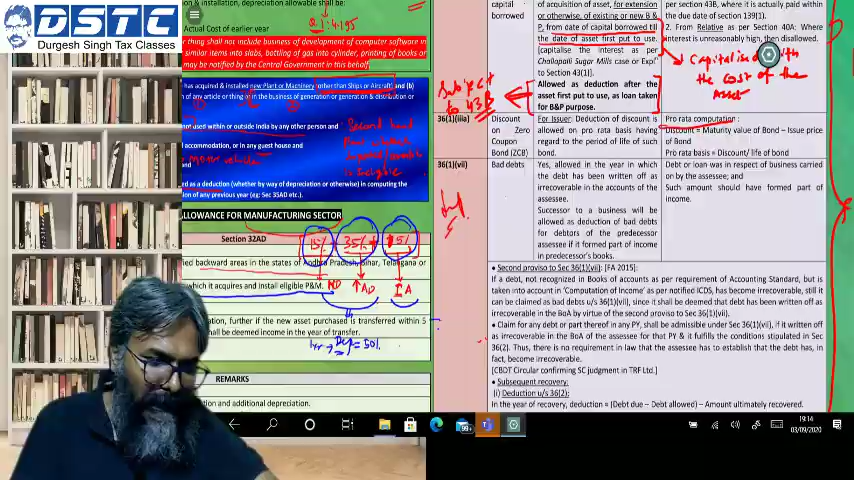 DSTC
Durgesh Singh Tax Classes
generation, depreciation allowable shall be:
Actual Cost of earlier year
or thing shall not include business of development of computer software in
similar items into slabs, bottling of gas into cylinder, printing of books or
may be notified by the Central Government in this behalf
has acquired & installed new Plant or Machinery (other than Ships or Aircraft) and (b)
of any article or thing or in the business of generation or generation & distribution or
not used within or outside India by any other person and
accommodation, or in any guest house and
as a deduction (whether by way of depreciation or otherwise) in computing the
of any previous year (eg: Sec 35AD etc.).
Second hand
ALLOWANCE FOR MANUFACTURING SECTOR
Section 32AD
15% 35% 15%
backward areas in the states of Andhra Pradesh, Bihar, Telangana or
which it acquires and install eligible P&M.
AD
IA
, further if the new asset purchased is transferred within 5
shall be deemed income in the year of transfer.
Dep = 50%
REMARKS
and additional depreciation.
capital
borrowed
of acquisition of asset, for extension
or otherwise, of existing or new B &
P, from date of capital borrowed till
the date of asset first put to use.
[capitalise the interest as per
Challapalli Sugar Mills case or Expl
to Section 43(1)].
Allowed as deduction after the
asset first put to use, as loan taken
for B&P purpose.
per section 43B, where it is actually paid within
the due date of section 139(1).
2. From Relative as per Section 40A: Where
interest is unreasonably high, then disallowed.
Capitalised with
the cost of the
Asset
Subject
to 43B
36(1)(iiia)
Discount
on Zero
Coupon
Bond (ZCB)
For Issuer: Deduction of discount is
allowed on pro rata basis having
regard to the period of life of such
bond.
Pro rata computation:
Discount = Maturity value of Bond – Issue price
of Bond
Pro rata basis = Discount/ life of bond
36(1)(vii)
Bad debts
Yes, allowed in the year in which
the debt has been written off as
irrecoverable in the accounts of the
assessee.
Successor to a business will be
allowed as deduction of bad debts
for debtors of the predecessor
assessee if it formed part of income
in predecessor's books.
Debt or loan was in respect of business carried
on by the assessee; and
Such amount should have formed part of
income.
● Second proviso to Sec 36(1)(vii): [FA 2015]
If a debt, not recognized in Books of accounts as per requirement of Accounting Standard, but
is taken into account in 'Computation of Income' as per notified ICDS, has become irrecoverable,
still it can be claimed as bad debts u/s 36(1)(vii), since it shall be deemed that debt has been written off as
irrecoverable in the BoA by virtue of the second proviso to Sec 36(1)(vii).
● Claim for any debt or part thereof in any PY, shall be admissible under Sec 36(1)(vii), if it written off
as irrecoverable in the BoA of the assessee for that PY & it fulfills the conditions stipulated in Sec
36(2). Thus, there is no requirement in law that the assessee has to establish that the debt has, in
fact, become irrecoverable.
[CBDT Circular confirming SC judgment in TRF Ltd.]
● Subsequent recovery:
(i) Deduction u/s 36(2):
In the year of recovery, deduction = (Debt due – Debt allowed) – Amount ultimately recovered.
99+
19:14
03/09/2020